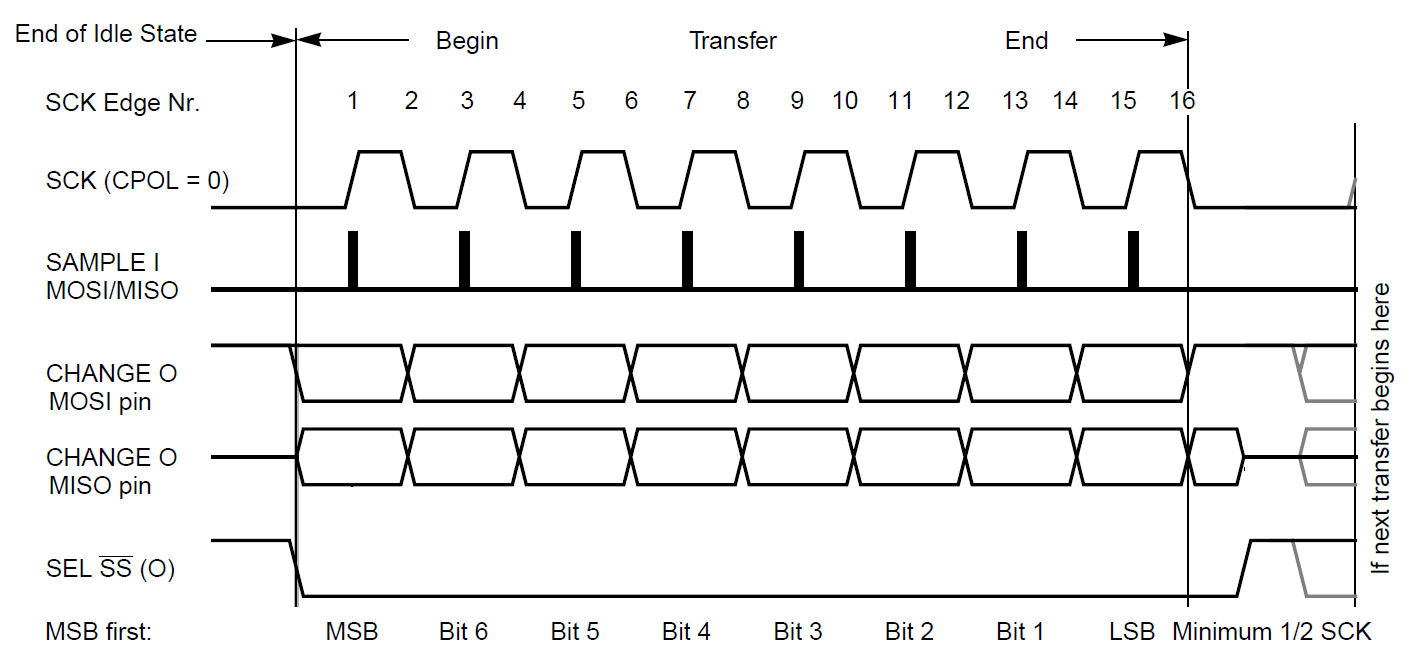 End of Idle State Begin Transfer End
SCK Edge Nr. 1 2 3 4 5 6 7 8 9 10 11 12 13 14 15 16
SCK (CPOL = 0)
SAMPLE I
MOSI/MISO
CHANGE O
MOSI pin
CHANGE O
MISO pin
SEL S̅S̅ (O)
MSB first: MSB Bit 6 Bit 5 Bit 4 Bit 3 Bit 2 Bit 1 LSB Minimum 1/2 SCK
If next transfer begins here